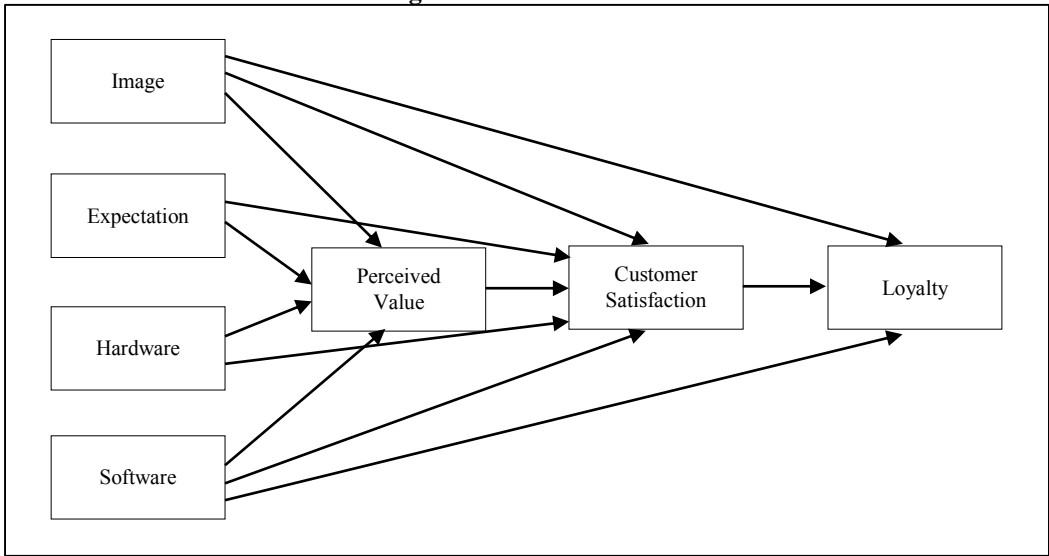 Image
Expectation
Perceived
Value
Customer
Satisfaction
Loyalty
Hardware
Software